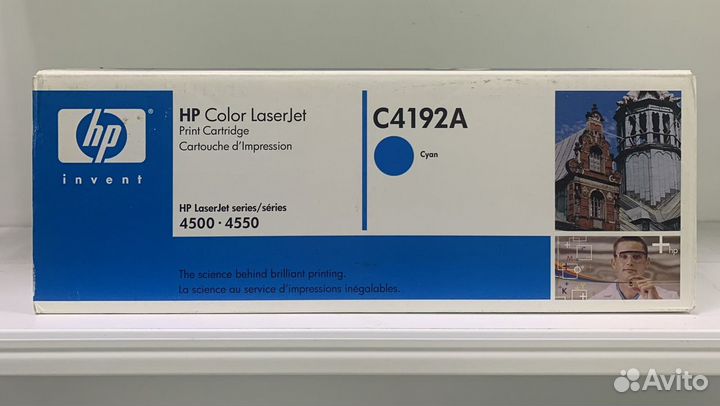 hp
invent
HP Color LaserJet
Print Cartridge
Cartouche d'Impression
HP LaserJet series/séries
4500 · 4550
C4192A
Cyan
The science behind brilliant printing.
La science au service d'impressions inégalables.
+hp
M
K
Avito